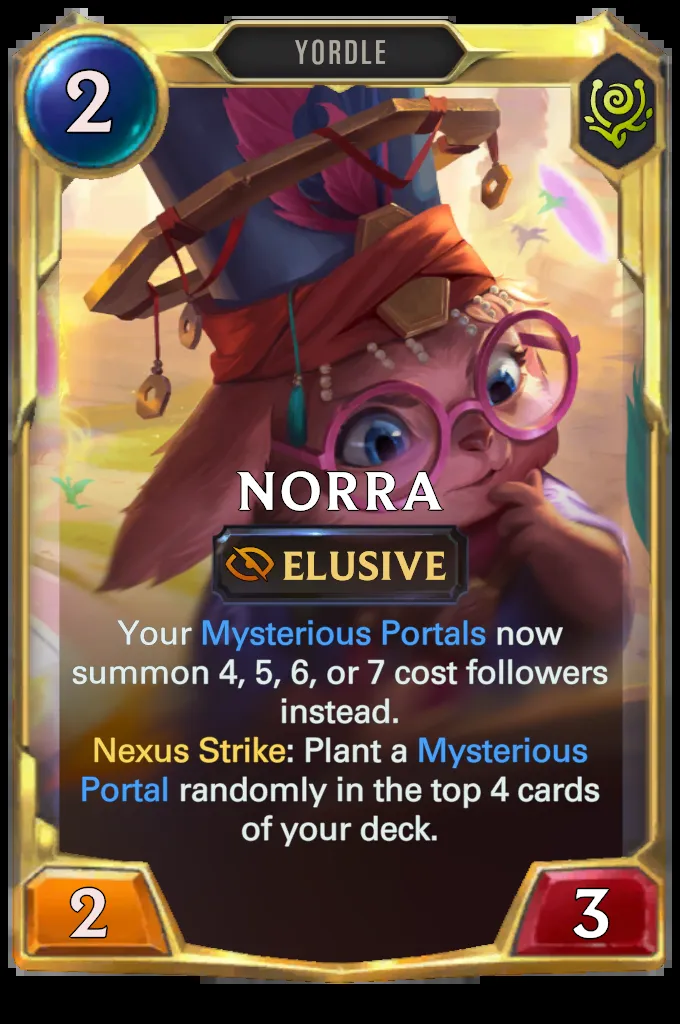 YORDLE
2
NORRA
ELUSIVE
Your Mysterious Portals now
summon 4, 5, 6, or 7 cost followers
instead.
Nexus Strike: Plant a Mysterious
Portal randomly in the top 4 cards
of your deck.
2
3